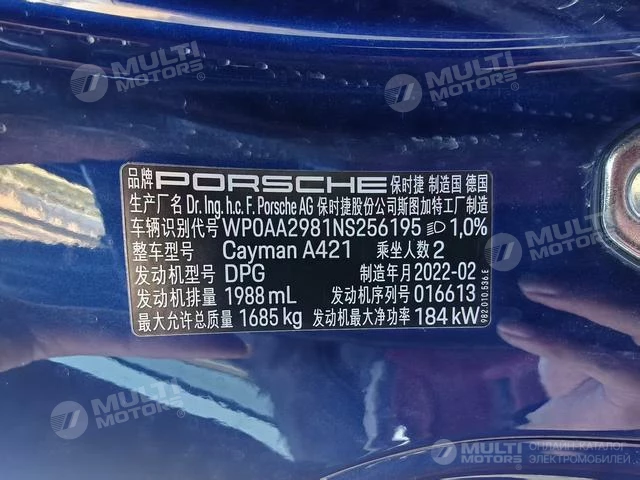 MULTI MOTORS®
MULTI MOTORS®
品牌 PORSCHE 保时捷 制造国 德国
生产厂名 Dr. Ing. h.c. F. Porsche AG 保时捷股份公司斯图加特工厂制造
车辆识别代号 WP0AA2981NS256195 1,0%
整车型号 Cayman A421 乘坐人数 2
发动机型号 DPG 制造年月 2022-02
发动机排量 1988 mL 发动机序列号 016613
最大允许总质量 1685 kg 发动机最大净功率 184 kW
982.010.536.E
MULTI MOTORS®
MULTI MOTORS®
ОНЛАЙН-КАТАЛОГ
ЭЛЕКТРОМОБИЛЕЙ